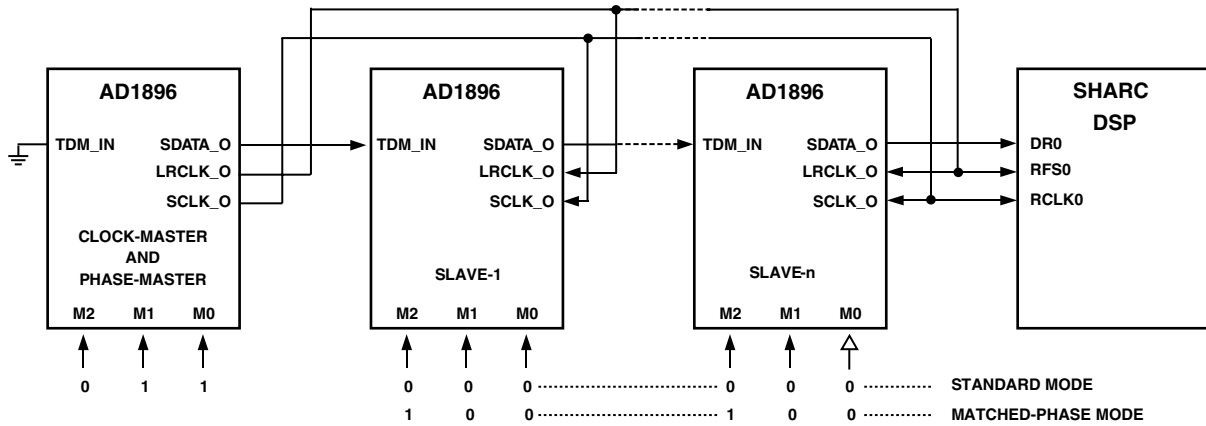 AD1896 AD1896 AD1896 SHARC
DSP
TDM_IN SDATA_O TDM_IN SDATA_O TDM_IN SDATA_O DR0
LRCLK_O LRCLK_O LRCLK_O RFS0
SCLK_O SCLK_O SCLK_O RCLK0
CLOCK-MASTER
AND
PHASE-MASTER
SLAVE-1 SLAVE-n
M2 M1 M0 M2 M1 M0 M2 M1 M0
0 1 1 0 0 0 0 0 0 STANDARD MODE
1 0 0 1 0 0 MATCHED-PHASE MODE